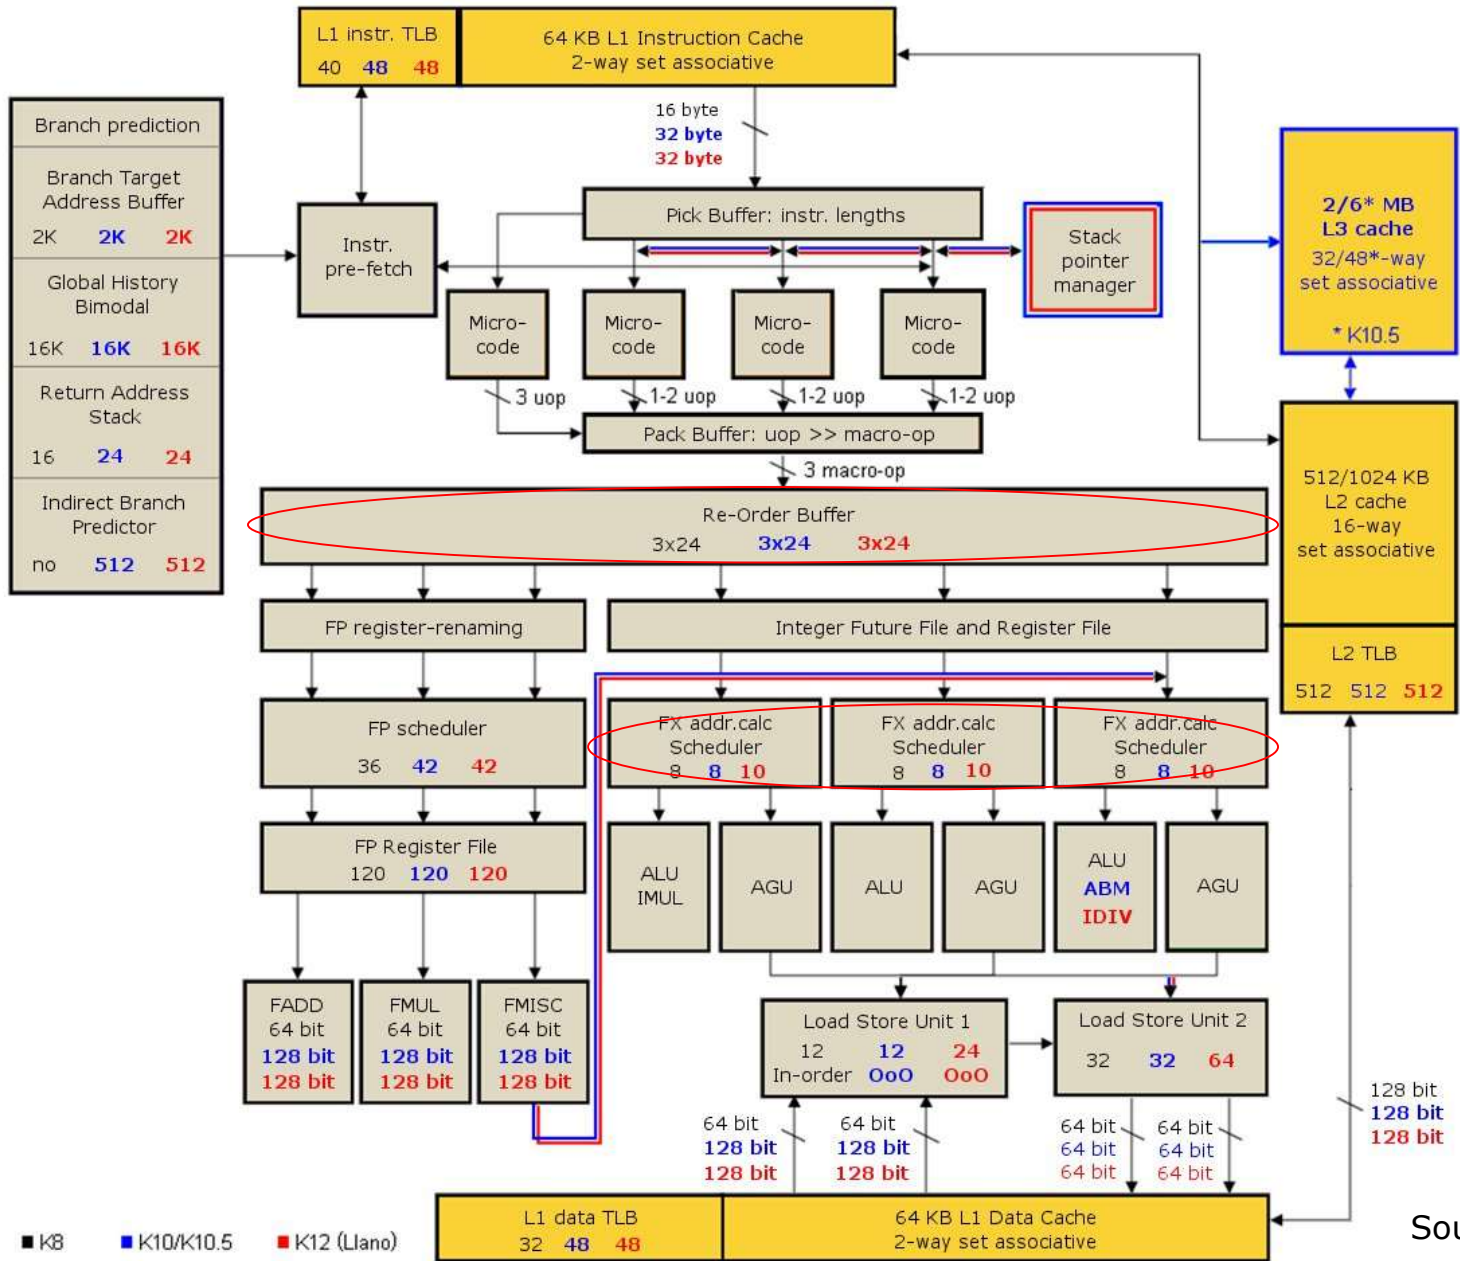 L1 instr. TLB
40 48 48
64 KB L1 Instruction Cache
2-way set associative
16 byte
32 byte
32 byte
Branch prediction
Branch Target
Address Buffer
2K 2K 2K
Global History
Bimodal
16K 16K 16K
Return Address
Stack
16 24 24
Indirect Branch
Predictor
no 512 512
Instr.
pre-fetch
Pick Buffer: instr. lengths
Stack
pointer
manager
2/6* MB
L3 cache
32/48*-way
set associative
* K10.5
Micro-
code
Micro-
code
Micro-
code
Micro-
code
3 uop
1-2 uop
1-2 uop
1-2 uop
Pack Buffer: uop >> macro-op
3 macro-op
512/1024 KB
L2 cache
16-way
set associative
L2 TLB
512 512 512
Re-Order Buffer
3x24 3x24 3x24
FP register-renaming
Integer Future File and Register File
FP scheduler
36 42 42
FX addr.calc
Scheduler
8 8 10
FX addr.calc
Scheduler
8 8 10
FX addr.calc
Scheduler
8 8 10
FP Register File
120 120 120
ALU
IMUL
AGU
ALU
AGU
ALU
ABM
IDIV
AGU
FADD
64 bit
128 bit
128 bit
FMUL
64 bit
128 bit
128 bit
FMISC
64 bit
128 bit
128 bit
Load Store Unit 1
12 12 24
In-order OoO OoO
Load Store Unit 2
32 32 64
64 bit
128 bit
128 bit
64 bit
128 bit
128 bit
64 bit
64 bit
64 bit
64 bit
64 bit
64 bit
128 bit
128 bit
128 bit
L1 data TLB
32 48 48
64 KB L1 Data Cache
2-way set associative
K8 K10/K10.5 K12 (Llano)